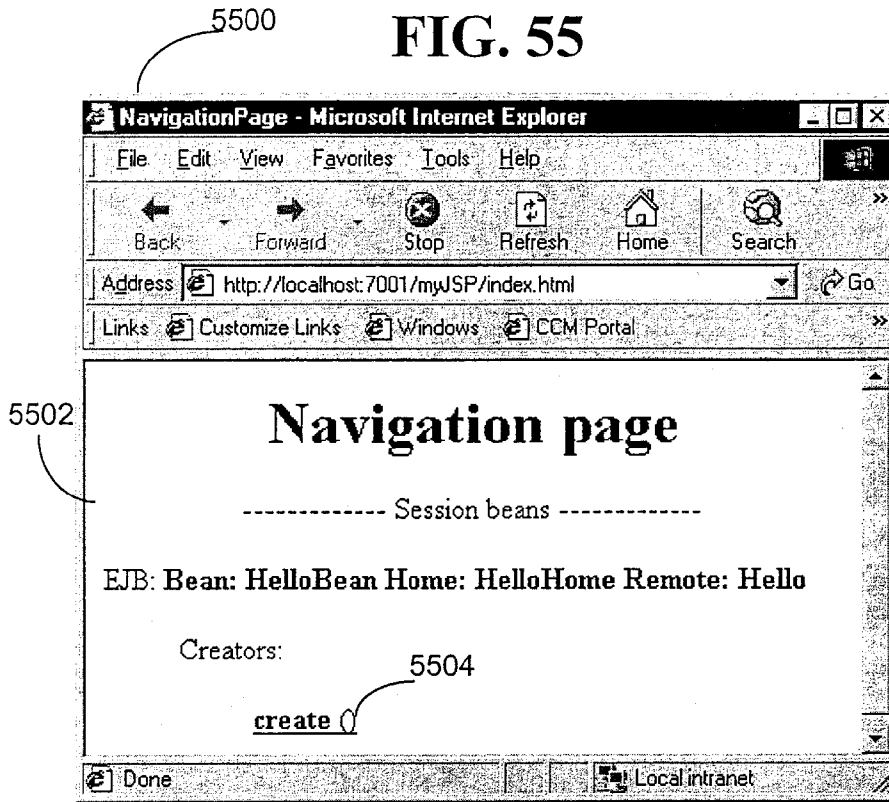 5500
FIG. 55
NavigationPage - Microsoft Internet Explorer
File Edit View Favorites Tools Help
Back Forward Stop Refresh Home Search »
Address http://localhost:7001/myJSP/index.html Go
Links Customize Links Windows CCM Portal »
5502
Navigation page
------------- Session beans -------------
EJB: Bean: HelloBean Home: HelloHome Remote: Hello
Creators:
5504
create ()
Done Local intranet